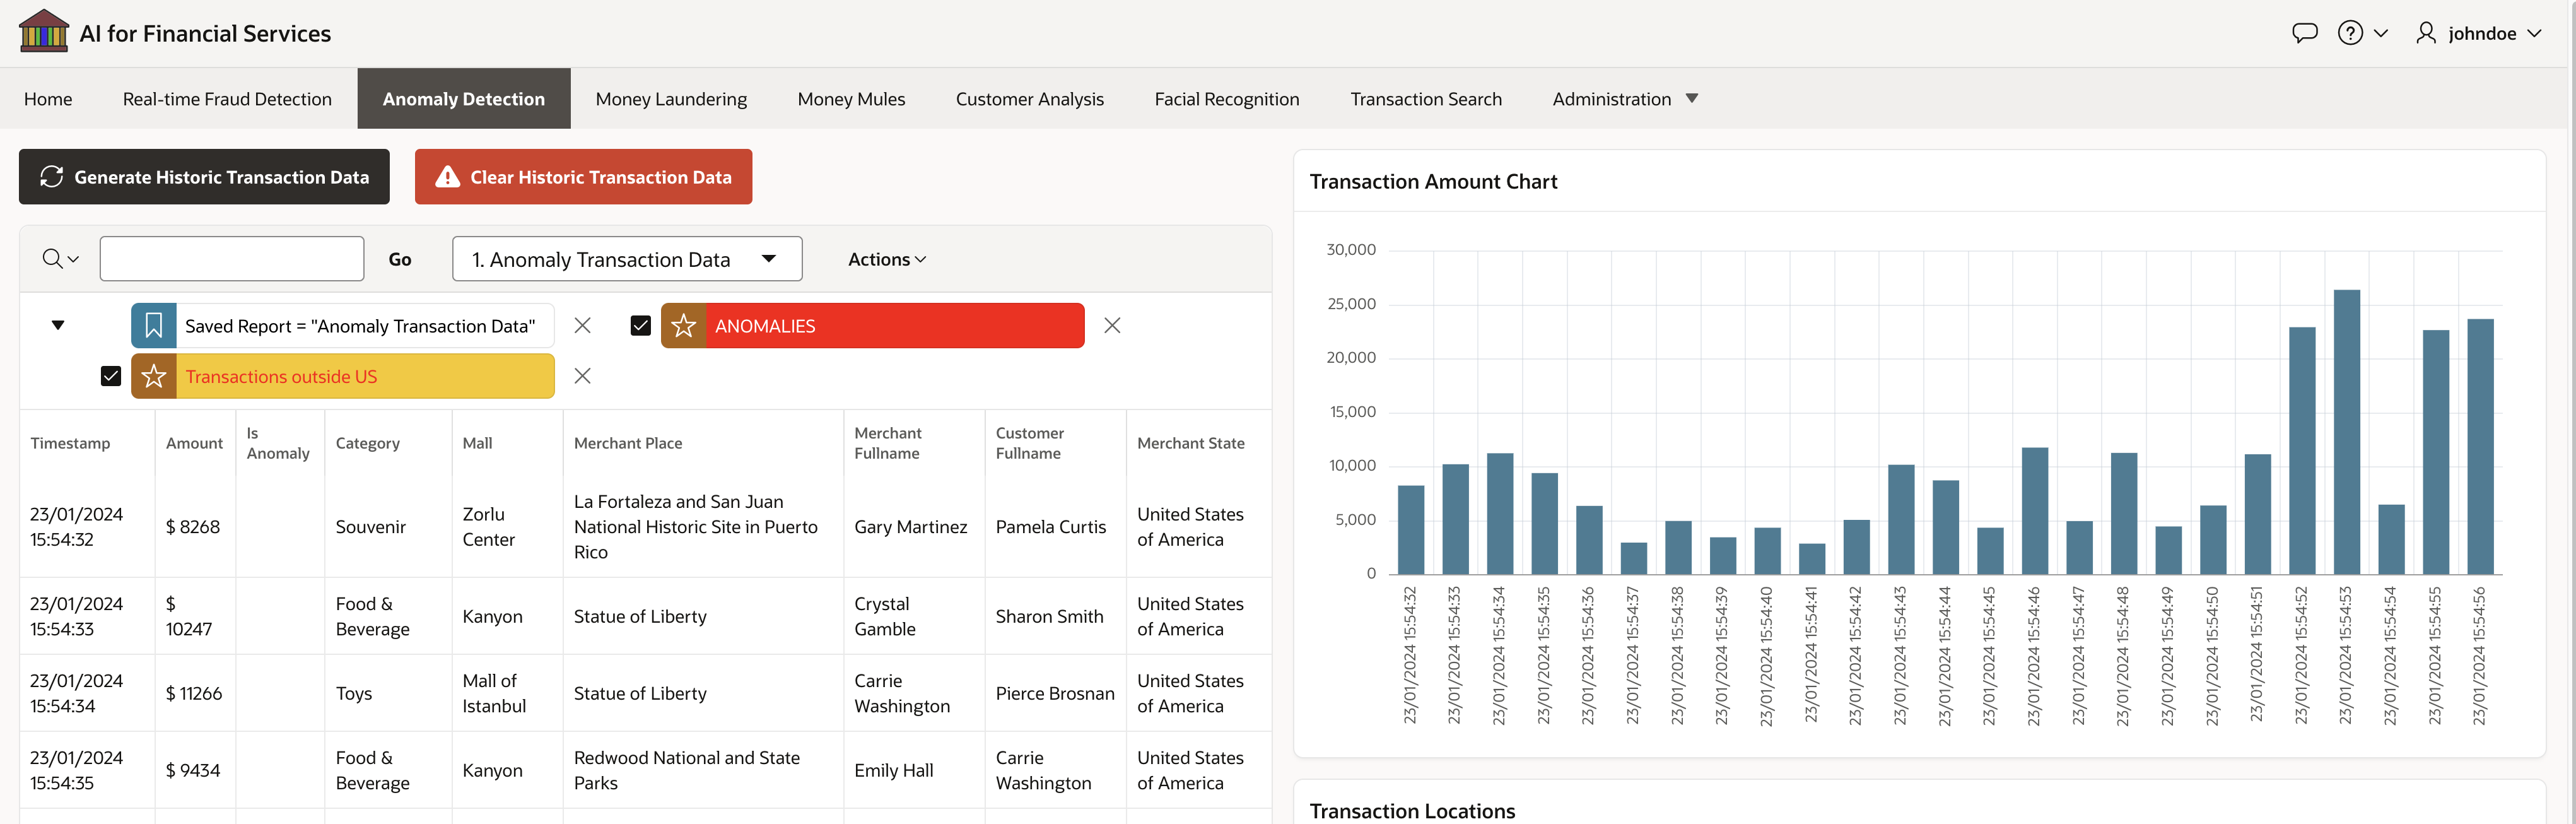 AI for Financial Services
johndoe
Home
Real-time Fraud Detection
Anomaly Detection
Money Laundering
Money Mules
Customer Analysis
Facial Recognition
Transaction Search
Administration
Generate Historic Transaction Data
Clear Historic Transaction Data
Go
1. Anomaly Transaction Data
Actions
Saved Report = "Anomaly Transaction Data"
ANOMALIES
Transactions outside US
Timestamp
Amount
Is
Anomaly
Category
Mall
Merchant Place
Merchant
Fullname
Customer
Fullname
Merchant State
23/01/2024
15:54:32
$ 8268
Souvenir
Zorlu
Center
La Fortaleza and San Juan
National Historic Site in Puerto
Rico
Gary Martinez
Pamela Curtis
United States
of America
23/01/2024
15:54:33
$
10247
Food &
Beverage
Kanyon
Statue of Liberty
Crystal
Gamble
Sharon Smith
United States
of America
23/01/2024
15:54:34
$ 11266
Toys
Mall of
Istanbul
Statue of Liberty
Carrie
Washington
Pierce Brosnan
United States
of America
23/01/2024
15:54:35
$ 9434
Food &
Beverage
Kanyon
Redwood National and State
Parks
Emily Hall
Carrie
Washington
United States
of America
Transaction Amount Chart
30,000
25,000
20,000
15,000
10,000
5,000
0
23/01/2024 15:54:32
23/01/2024 15:54:33
23/01/2024 15:54:34
23/01/2024 15:54:35
23/01/2024 15:54:36
23/01/2024 15:54:37
23/01/2024 15:54:38
23/01/2024 15:54:39
23/01/2024 15:54:40
23/01/2024 15:54:41
23/01/2024 15:54:42
23/01/2024 15:54:43
23/01/2024 15:54:44
23/01/2024 15:54:45
23/01/2024 15:54:46
23/01/2024 15:54:47
23/01/2024 15:54:48
23/01/2024 15:54:49
23/01/2024 15:54:50
23/01/2024 15:54:51
23/01/2024 15:54:52
23/01/2024 15:54:53
23/01/2024 15:54:54
23/01/2024 15:54:55
23/01/2024 15:54:56
Transaction Locations